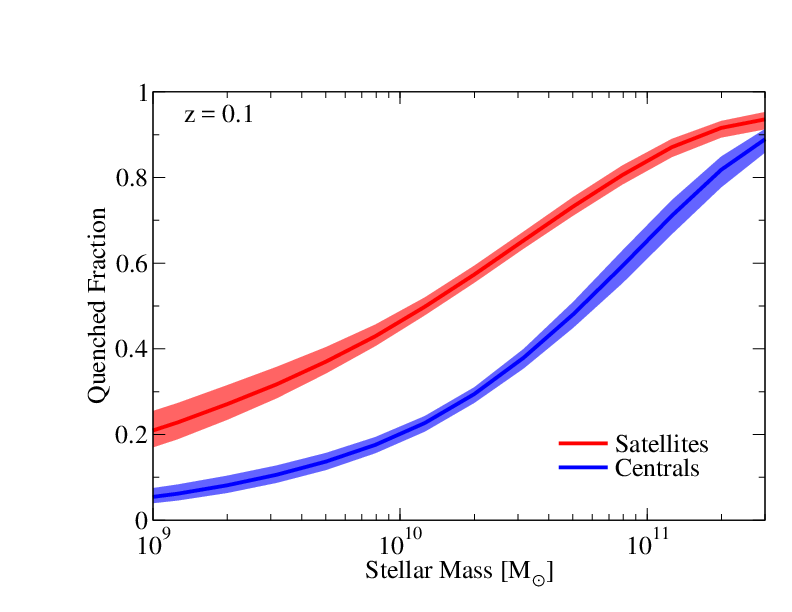 z = 0.1
1
0.8
0.6
0.4
0.2
0
Quenched Fraction
Satellites
Centrals
10^9
10^10
10^11
Stellar Mass [M_⊙]